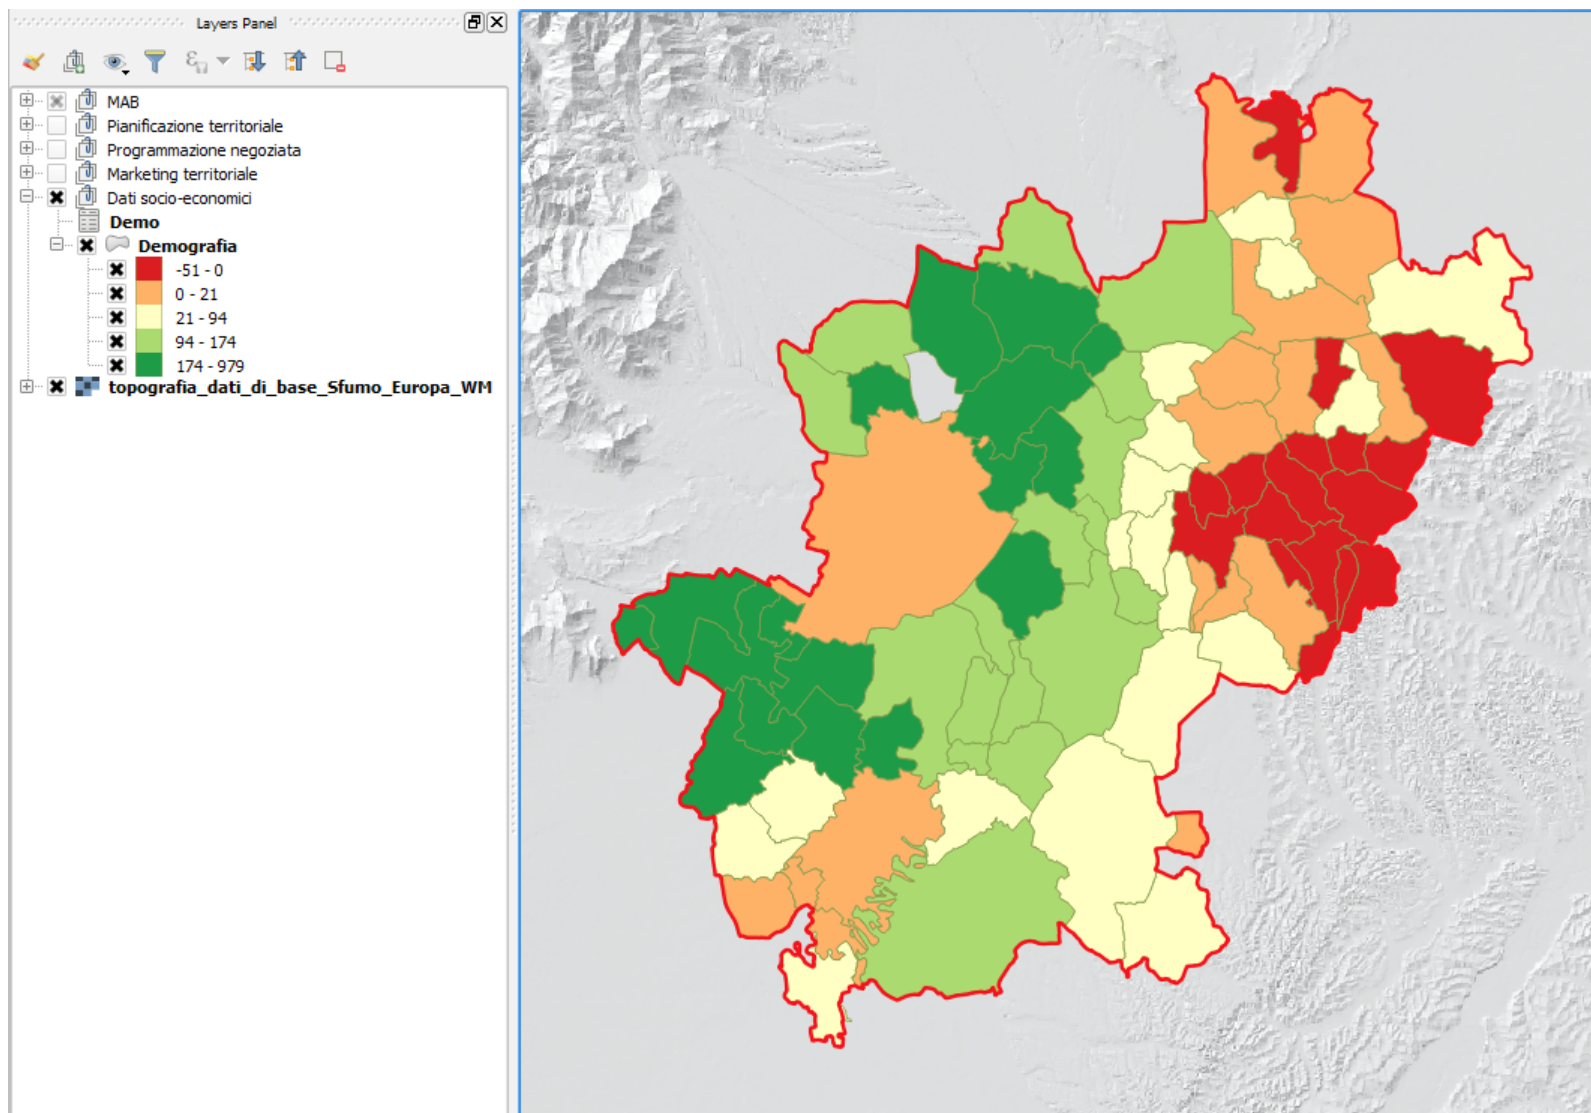 Layers Panel
MAB
Pianificazione territoriale
Programmazione negoziata
Marketing territoriale
Dati socio-economici
Demo
Demografia
-51 - 0
0 - 21
21 - 94
94 - 174
174 - 979
topografia_dati_di_base_Sfumo_Europa_WM